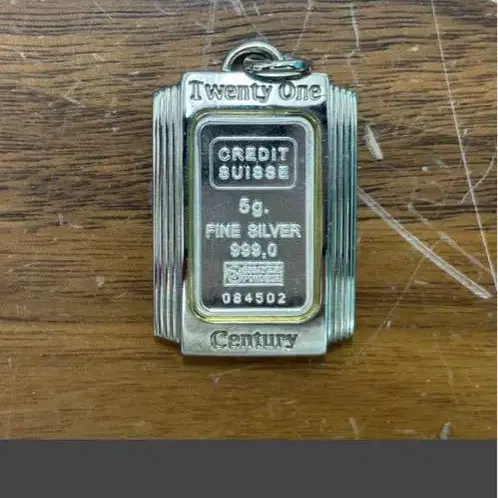 Twenty One
CREDIT
SUISSE
5g.
FINE SILVER
999,0
084502
Century